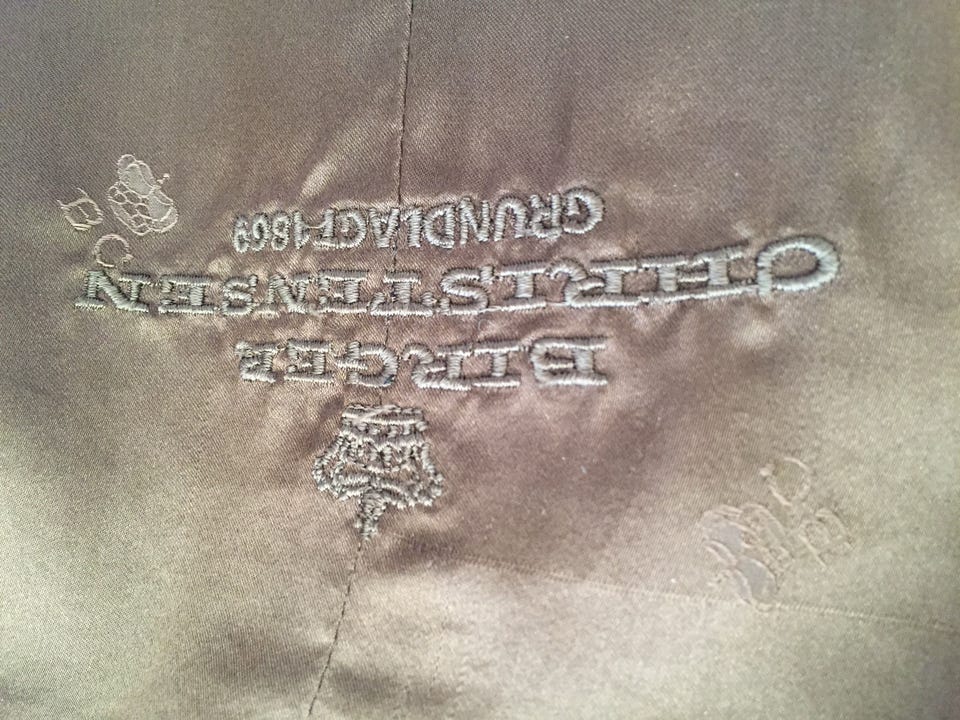 BIRGER
CHRISTENSEN
GRUNDLAGT 1869